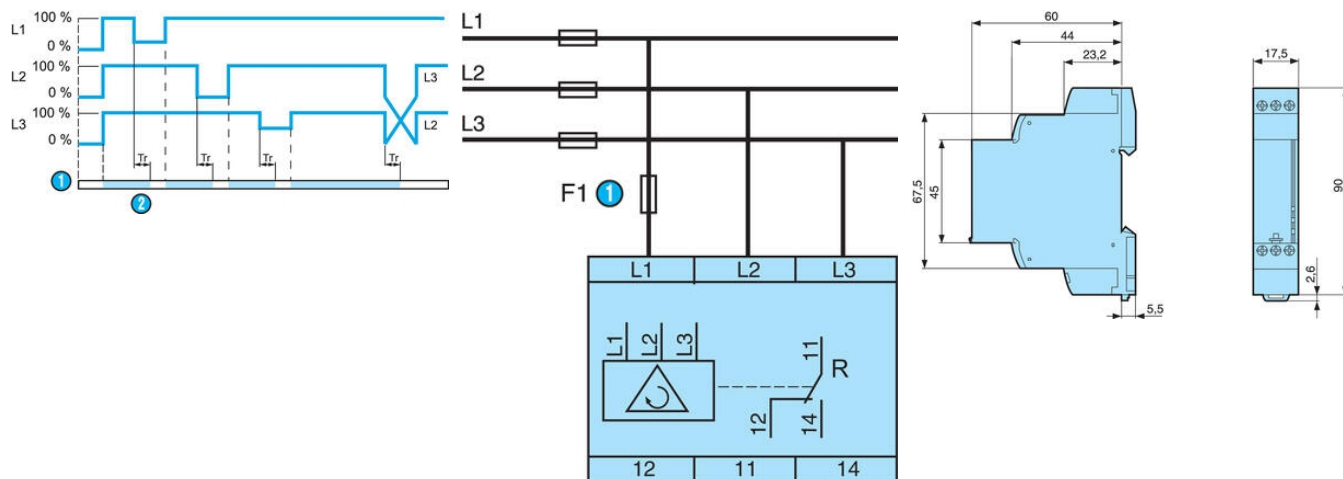 L1 100 %
0 %
L2 100 %
0 %
L3
L3 100 %
0 %
L2
Tr Tr Tr Tr
1
2
L1
L2
L3
F1 1
L1 L2 L3
L1 L2 L3
11
R
12 14
12 11 14
60
44
23,2
67,5
45
5,5
17,5
90
2,6